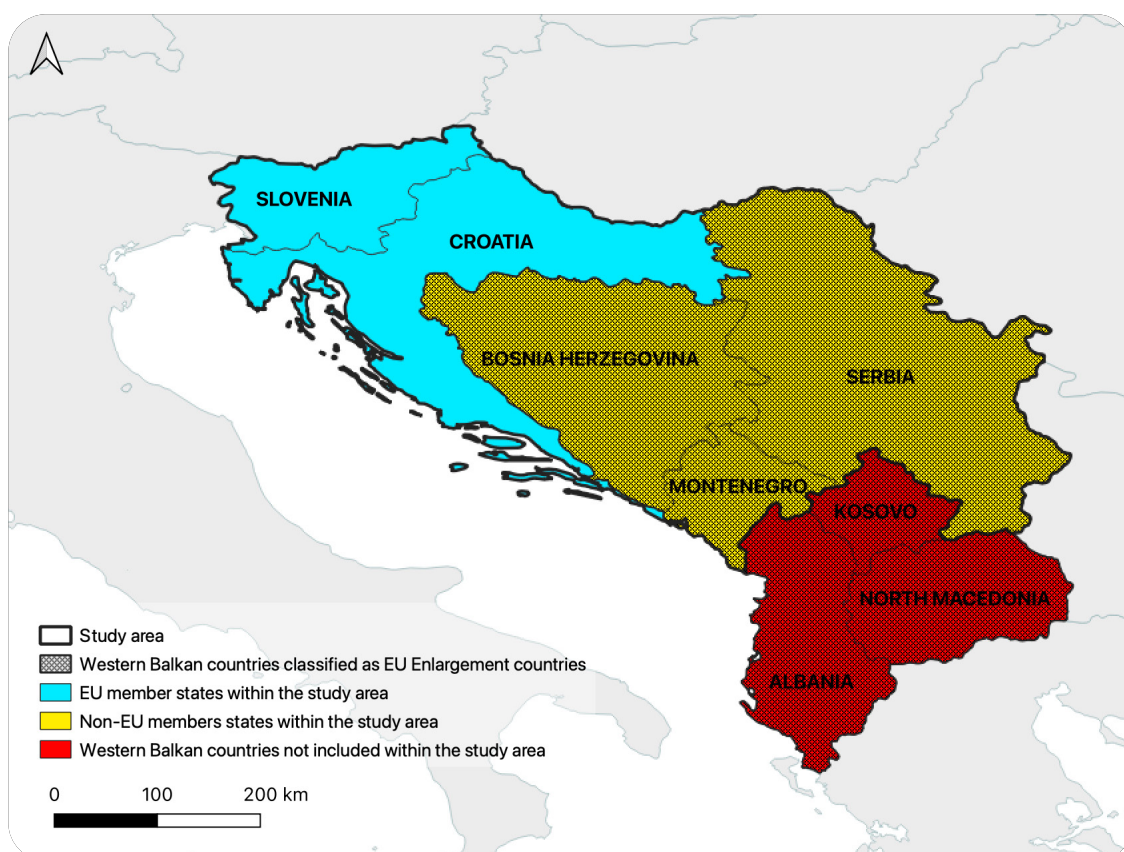 SLOVENIA
CROATIA
BOSNIA HERZEGOVINA
SERBIA
MONTENEGRO
KOSOVO
NORTH MACEDONIA
ALBANIA
Study area
Western Balkan countries classified as EU Enlargement countries
EU member states within the study area
Non-EU members states within the study area
Western Balkan countries not included within the study area
0 100 200 km